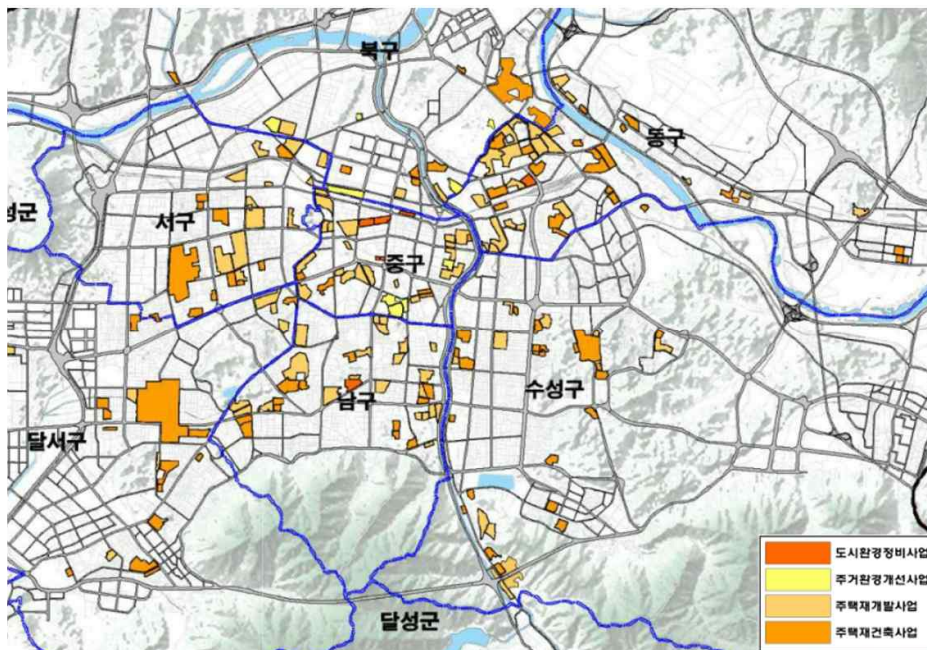 북구
동구
성군
서구
중구
수성구
남구
달서구
달성군
도시환경정비사업
주거환경개선사업
주택재개발사업
주택재건축사업